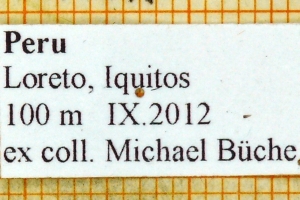 Peru
Loreto, Iquitos
100 m IX.2012
ex coll. Michael Büche